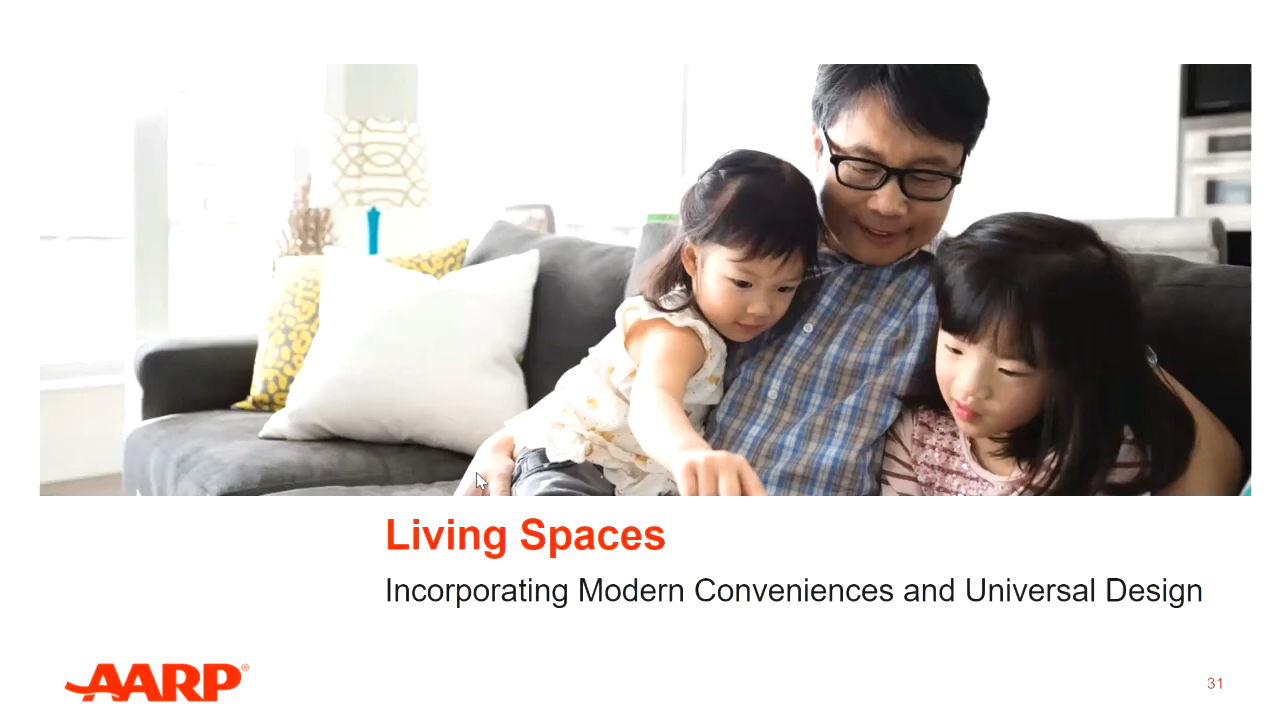 Living Spaces
Incorporating Modern Conveniences and Universal Design
AARP®
31